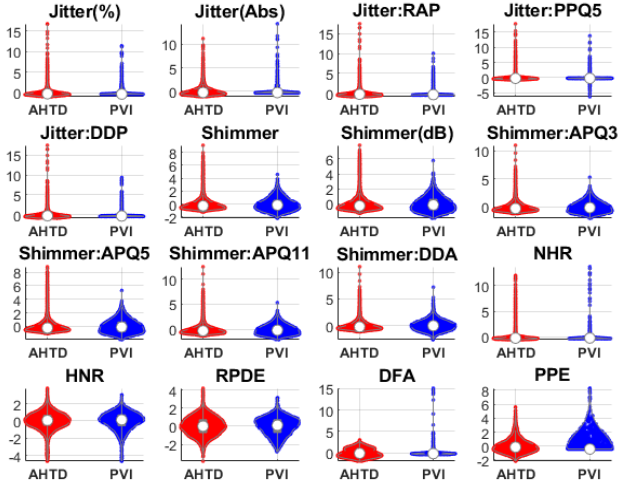 Jitter(%) Jitter(Abs) Jitter:RAP Jitter:PPQ5
15 10 5 0
10 5 0
15 10 5 0
15 10 5 0 -5
AHTD PVI AHTD PVI AHTD PVI AHTD PVI
Jitter:DDP Shimmer Shimmer(dB) Shimmer:APQ3
15 10 5 0
8 6 4 2 0 -2
6 4 2 0
10 5 0
AHTD PVI AHTD PVI AHTD PVI AHTD PVI
Shimmer:APQ5 Shimmer:APQ11 Shimmer:DDA NHR
8 6 4 2 0
10 5 0
10 5 0
10 5 0
AHTD PVI AHTD PVI AHTD PVI AHTD PVI
HNR RPDE DFA PPE
2 0 -2 -4
4 2 0 -2
15 10 5 0
8 6 4 2 0 -2
AHTD PVI AHTD PVI AHTD PVI AHTD PVI